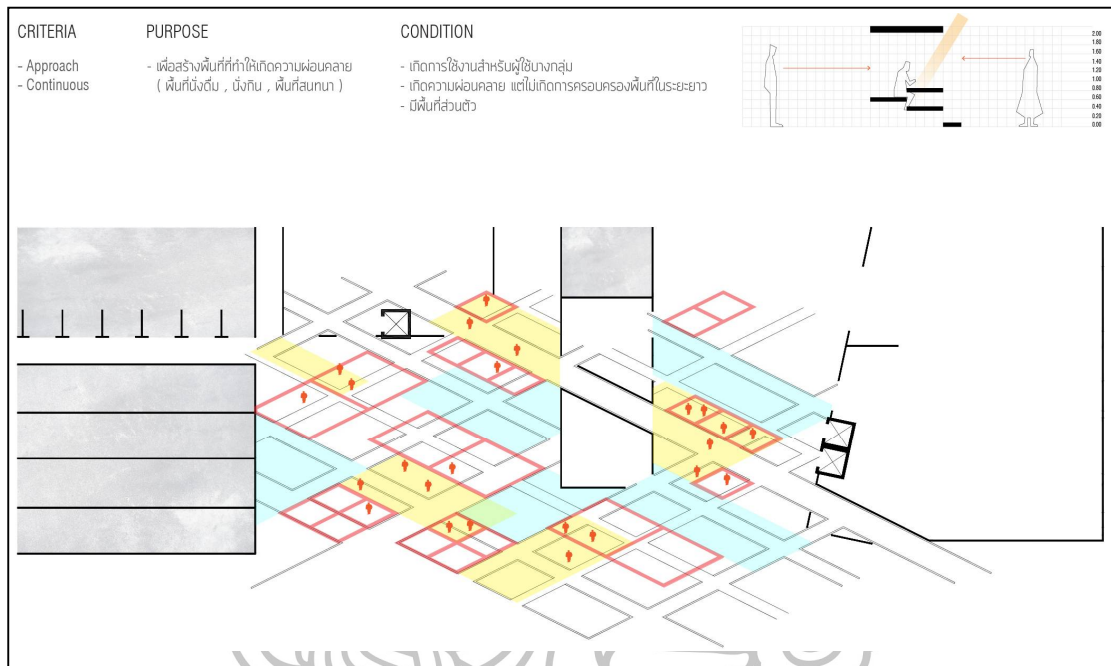 CRITERIA
- Approach
- Continuous
PURPOSE
- เพื่อสร้างพื้นที่ที่ทำให้เกิดความผ่อนคลาย
( พื้นที่นั่งดื่ม , นั่งกิน , พื้นที่สนทนา )
CONDITION
- เกิดการใช้งานสำหรับผู้ใช้บางกลุ่ม
- เกิดความผ่อนคลาย แต่ไม่เกิดการครอบครองพื้นที่ในระยะยาว
- มีพื้นที่ส่วนตัว
2.00
1.80
1.60
1.40
1.20
1.00
0.80
0.60
0.40
0.00